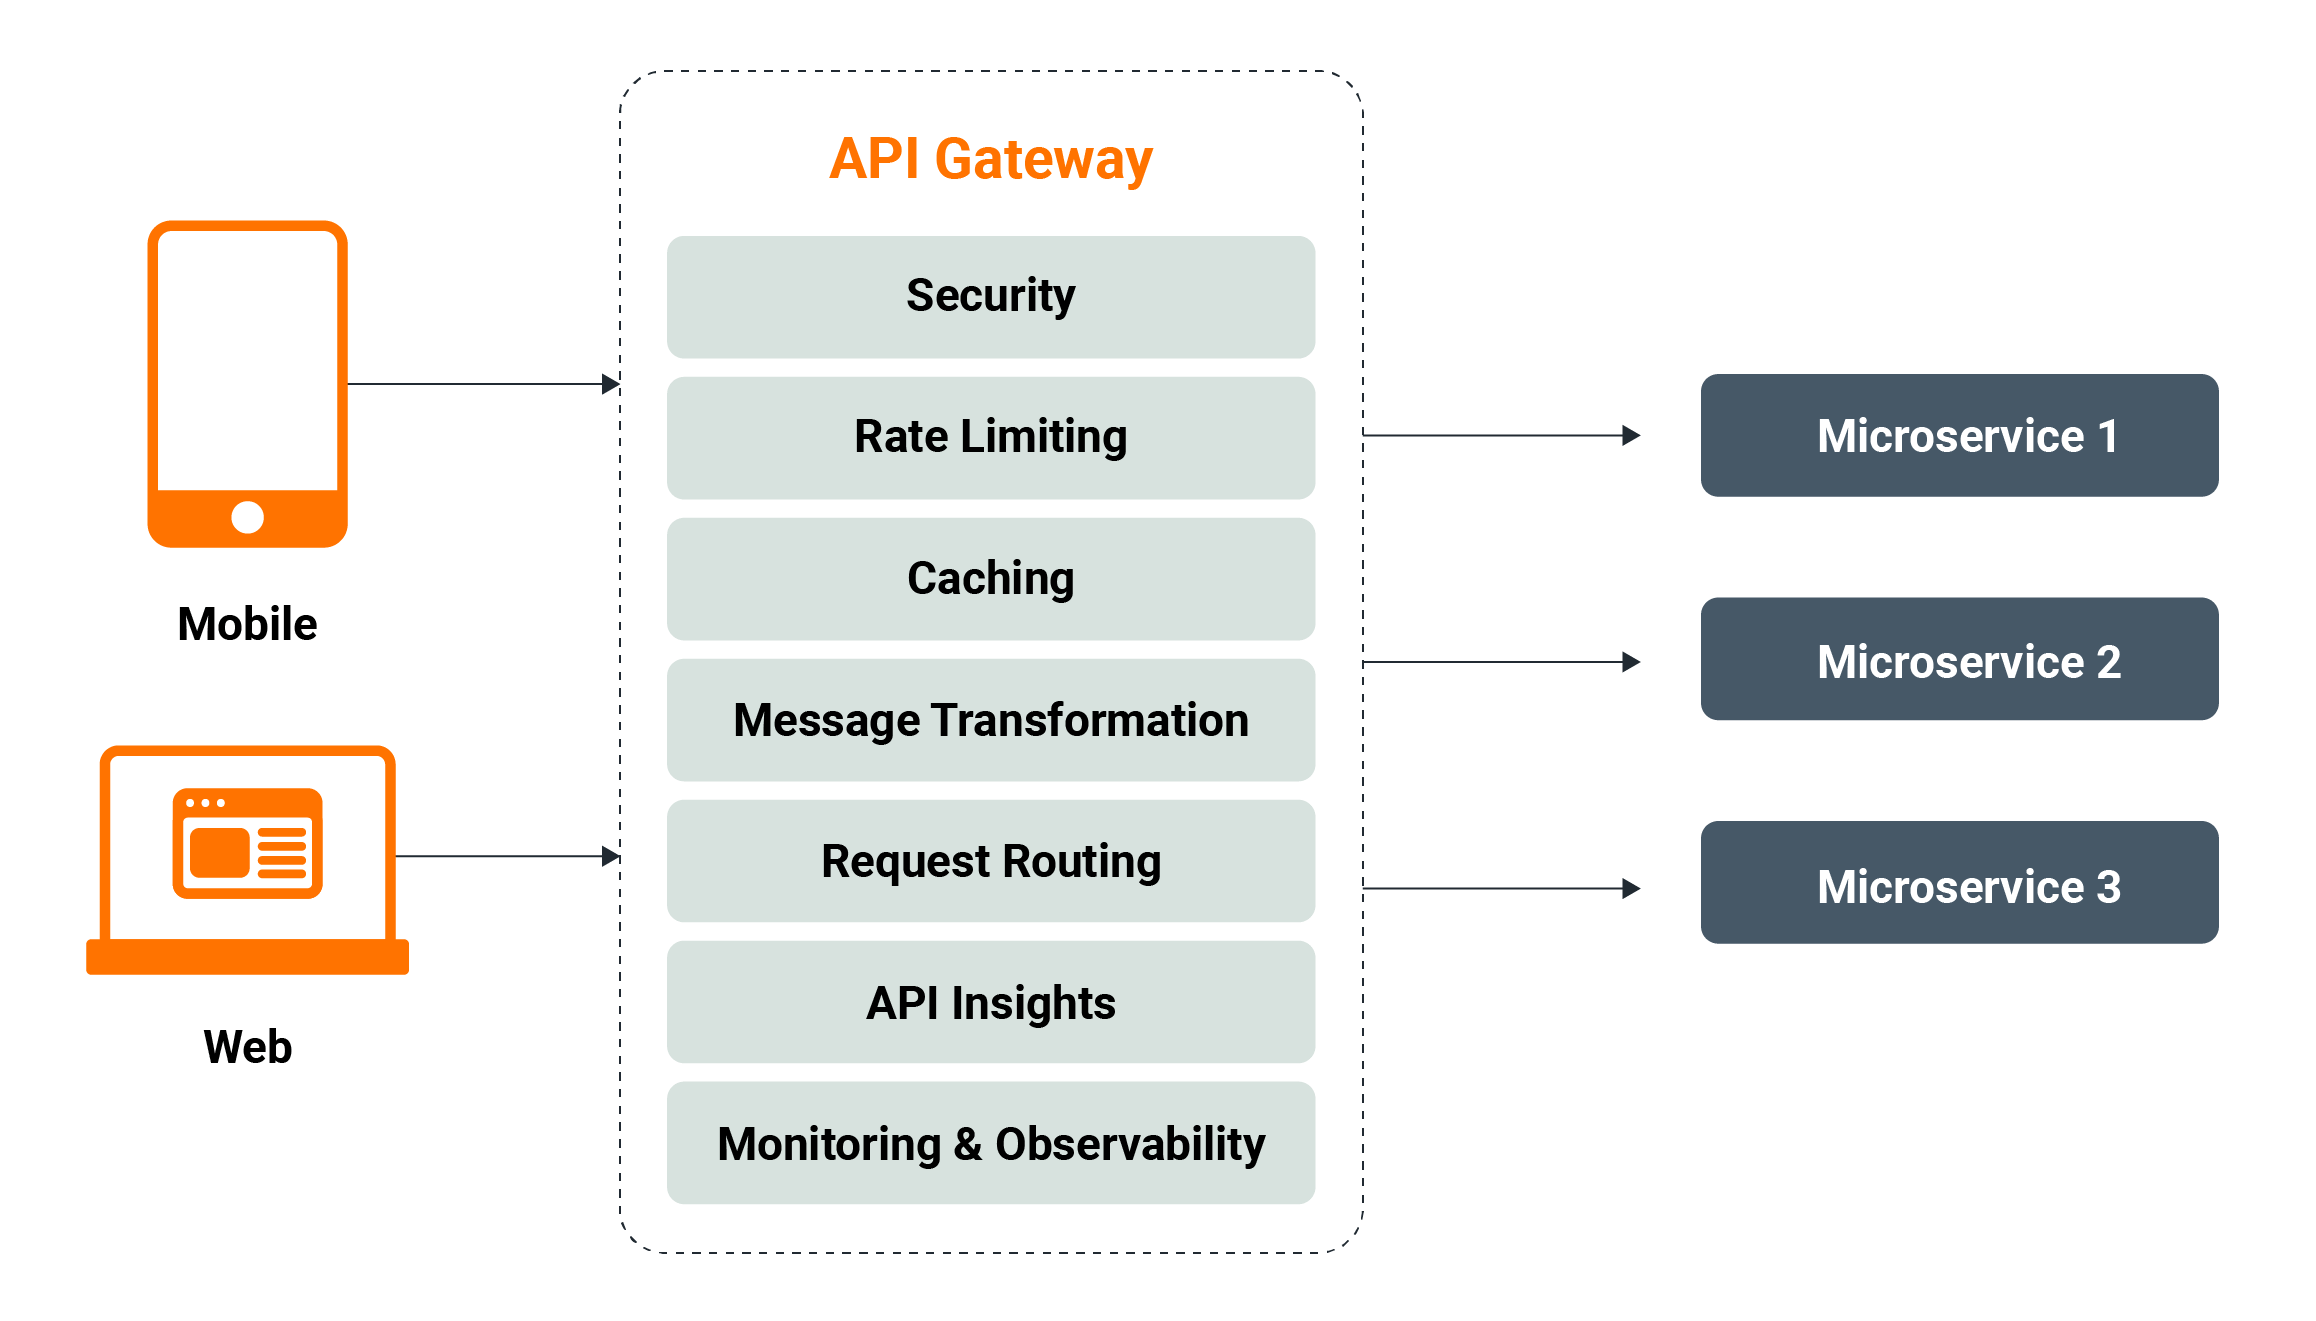 API Gateway
Security
Rate Limiting
Caching
Message Transformation
Request Routing
API Insights
Monitoring & Observability
Mobile
Web
Microservice 1
Microservice 2
Microservice 3